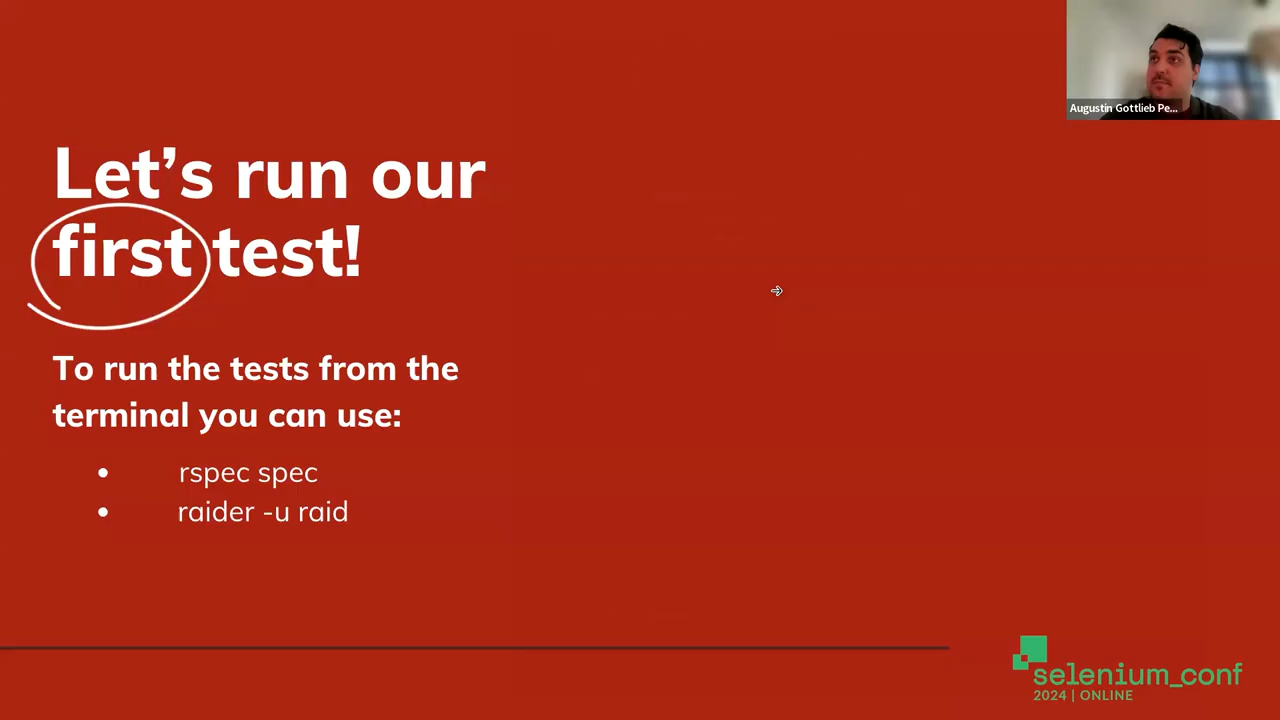 Augustín Gottlieb Pe...
Let's run our
first test!
To run the tests from the
terminal you can use:
• rspec spec
• raider -u raid
selenium_conf
2024 | ONLINE